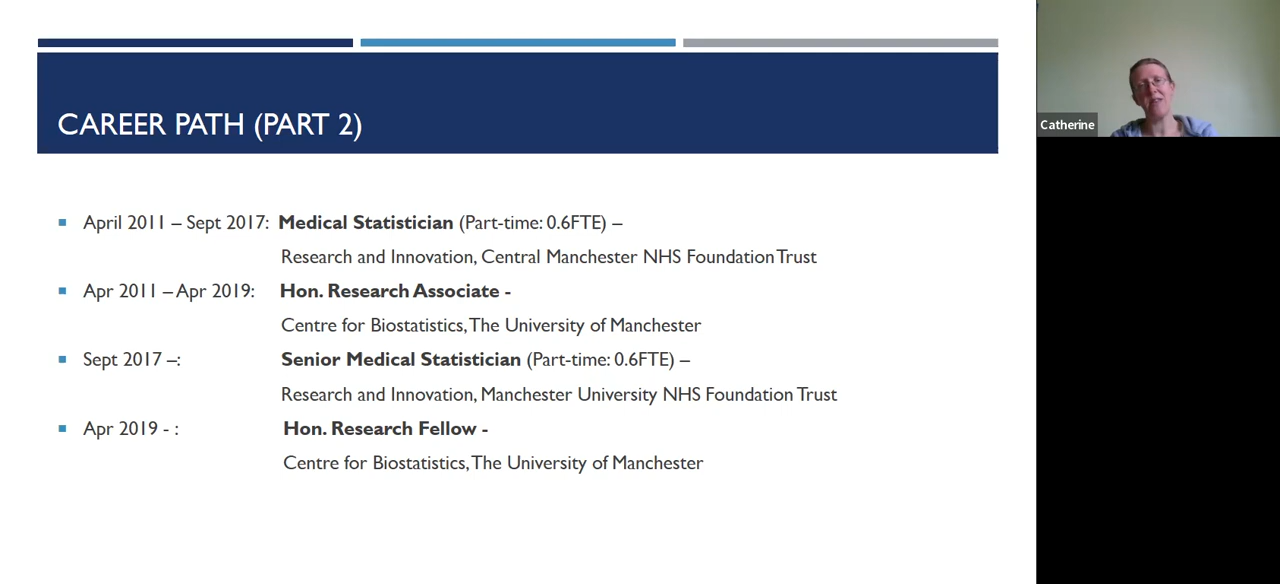 CAREER PATH (PART 2)
April 2011 – Sept 2017: Medical Statistician (Part-time: 0.6FTE) –
Research and Innovation, Central Manchester NHS Foundation Trust
Apr 2011 – Apr 2019: Hon. Research Associate -
Centre for Biostatistics, The University of Manchester
Sept 2017 –: Senior Medical Statistician (Part-time: 0.6FTE) –
Research and Innovation, Manchester University NHS Foundation Trust
Apr 2019 - : Hon. Research Fellow -
Centre for Biostatistics, The University of Manchester
Catherine